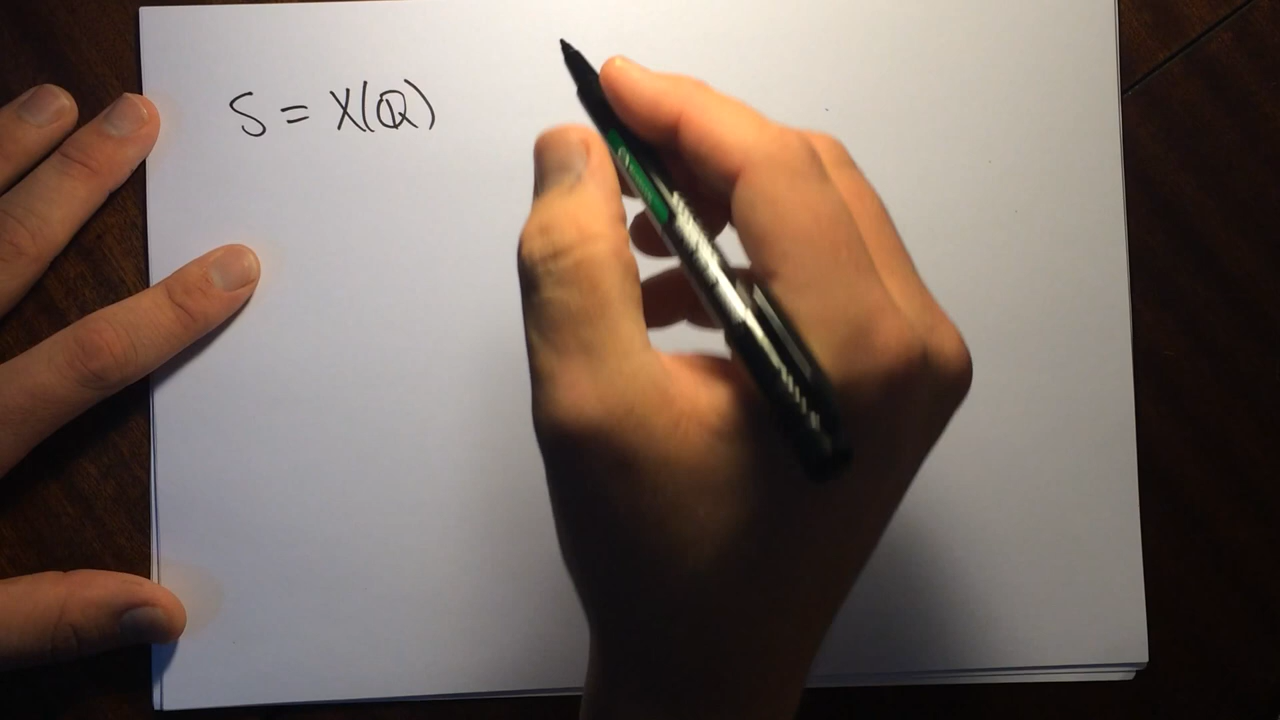 S = X(ℚ)